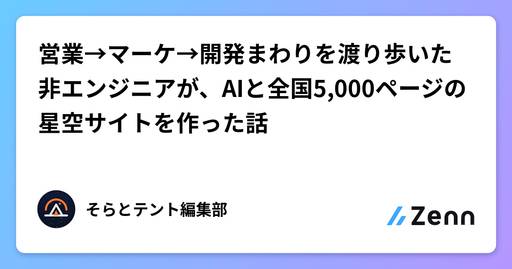 営業→マーケ→開発まわりを渡り歩いた
非エンジニアが、AIと全国5,000ページの
星空サイトを作った話
そらとテント編集部
Zenn